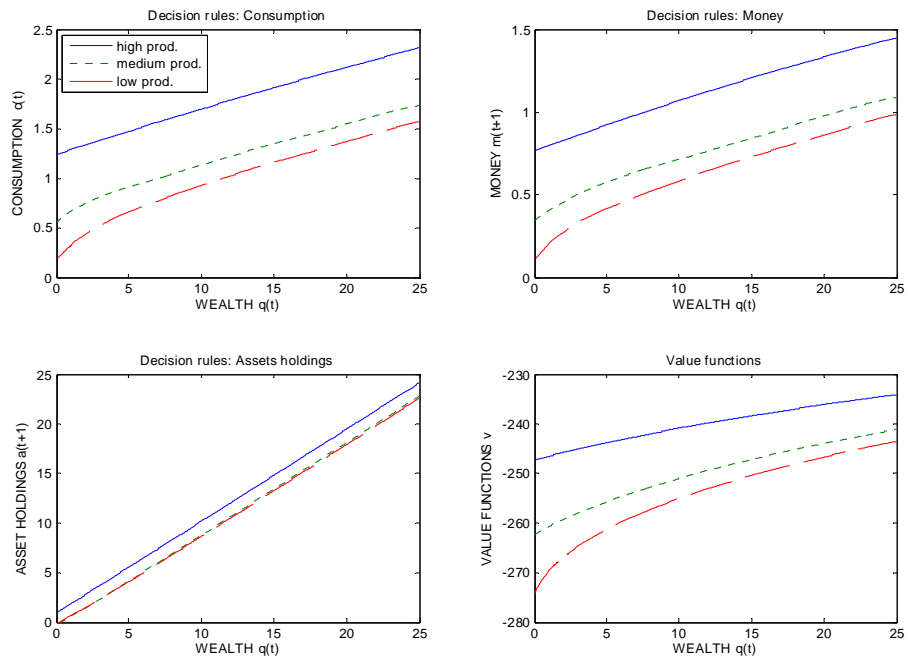 Decision rules: Consumption
2.5
2
1.5
1
0.5
0
CONSUMPTION c(t)
high prod.
medium prod.
low prod.
0 5 10 15 20 25
WEALTH q(t)
Decision rules: Money
1.5
1
0.5
0
MONEY m(t+1)
0 5 10 15 20 25
WEALTH q(t)
Decision rules: Assets holdings
25
20
15
10
5
0
ASSET HOLDINGS a(t+1)
0 5 10 15 20 25
WEALTH q(t)
Value functions
-230
-240
-250
-260
-270
-280
VALUE FUNCTIONS v
0 5 10 15 20 25
WEALTH q(t)